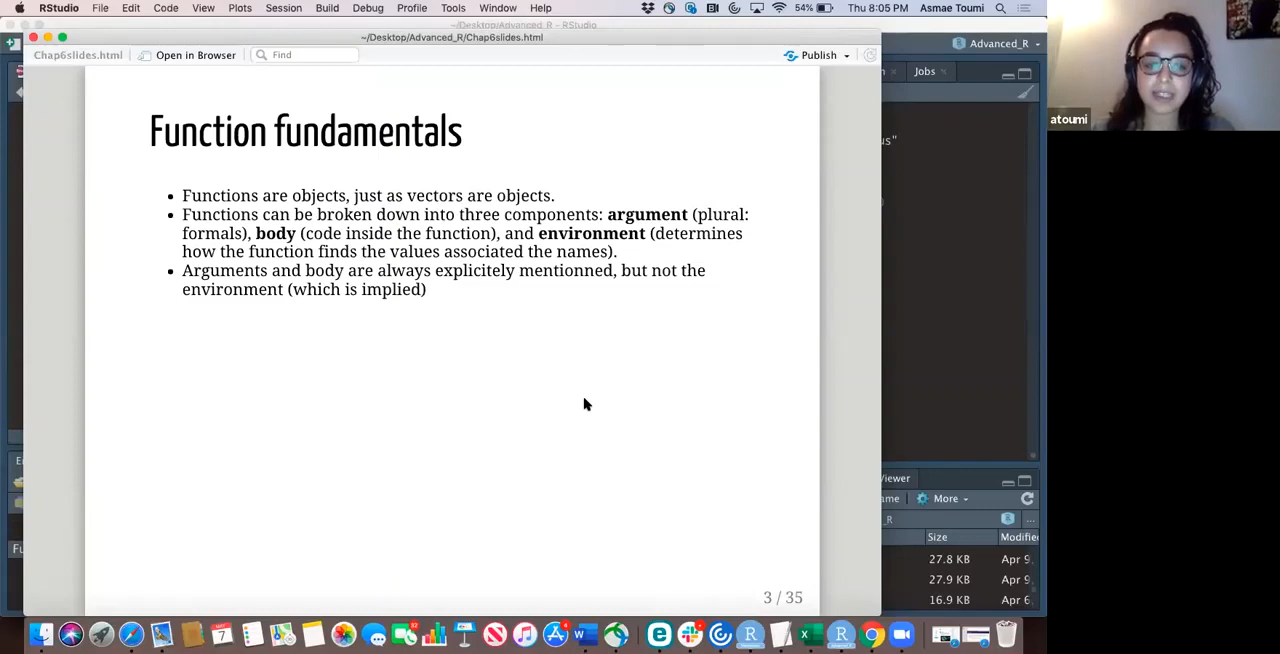 RStudio File Edit Code View Plots Session Build Debug Profile Tools Window Help 54% Thu 8:05 PM Asmae Toumi
~/Desktop/Advanced_R - RStudio
~/Desktop/Advanced_R/Chap6slides.html
Advanced_R
Chap6slides.html Open in Browser Find Publish
Jobs
us"
atoumi
Function fundamentals
Functions are objects, just as vectors are objects.
Functions can be broken down into three components: argument (plural:
formals), body (code inside the function), and environment (determines
how the function finds the values associated the names).
Arguments and body are always explicitely mentionned, but not the
environment (which is implied)
Viewer
More
_R
Size Modified
27.8 KB Apr 9,
27.9 KB Apr 9,
16.9 KB Apr 6,
3 / 35